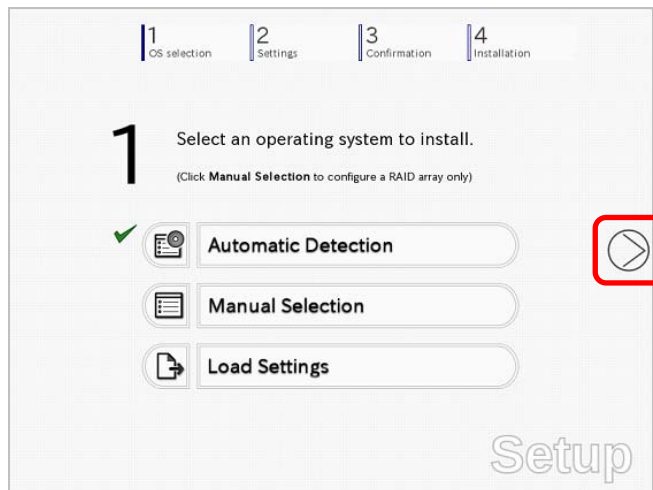 1 2 3 4
OS selection Settings Confirmation Installation
1 Select an operating system to install.
(Click Manual Selection to configure a RAID array only)
Automatic Detection
Manual Selection
Load Settings
Setup